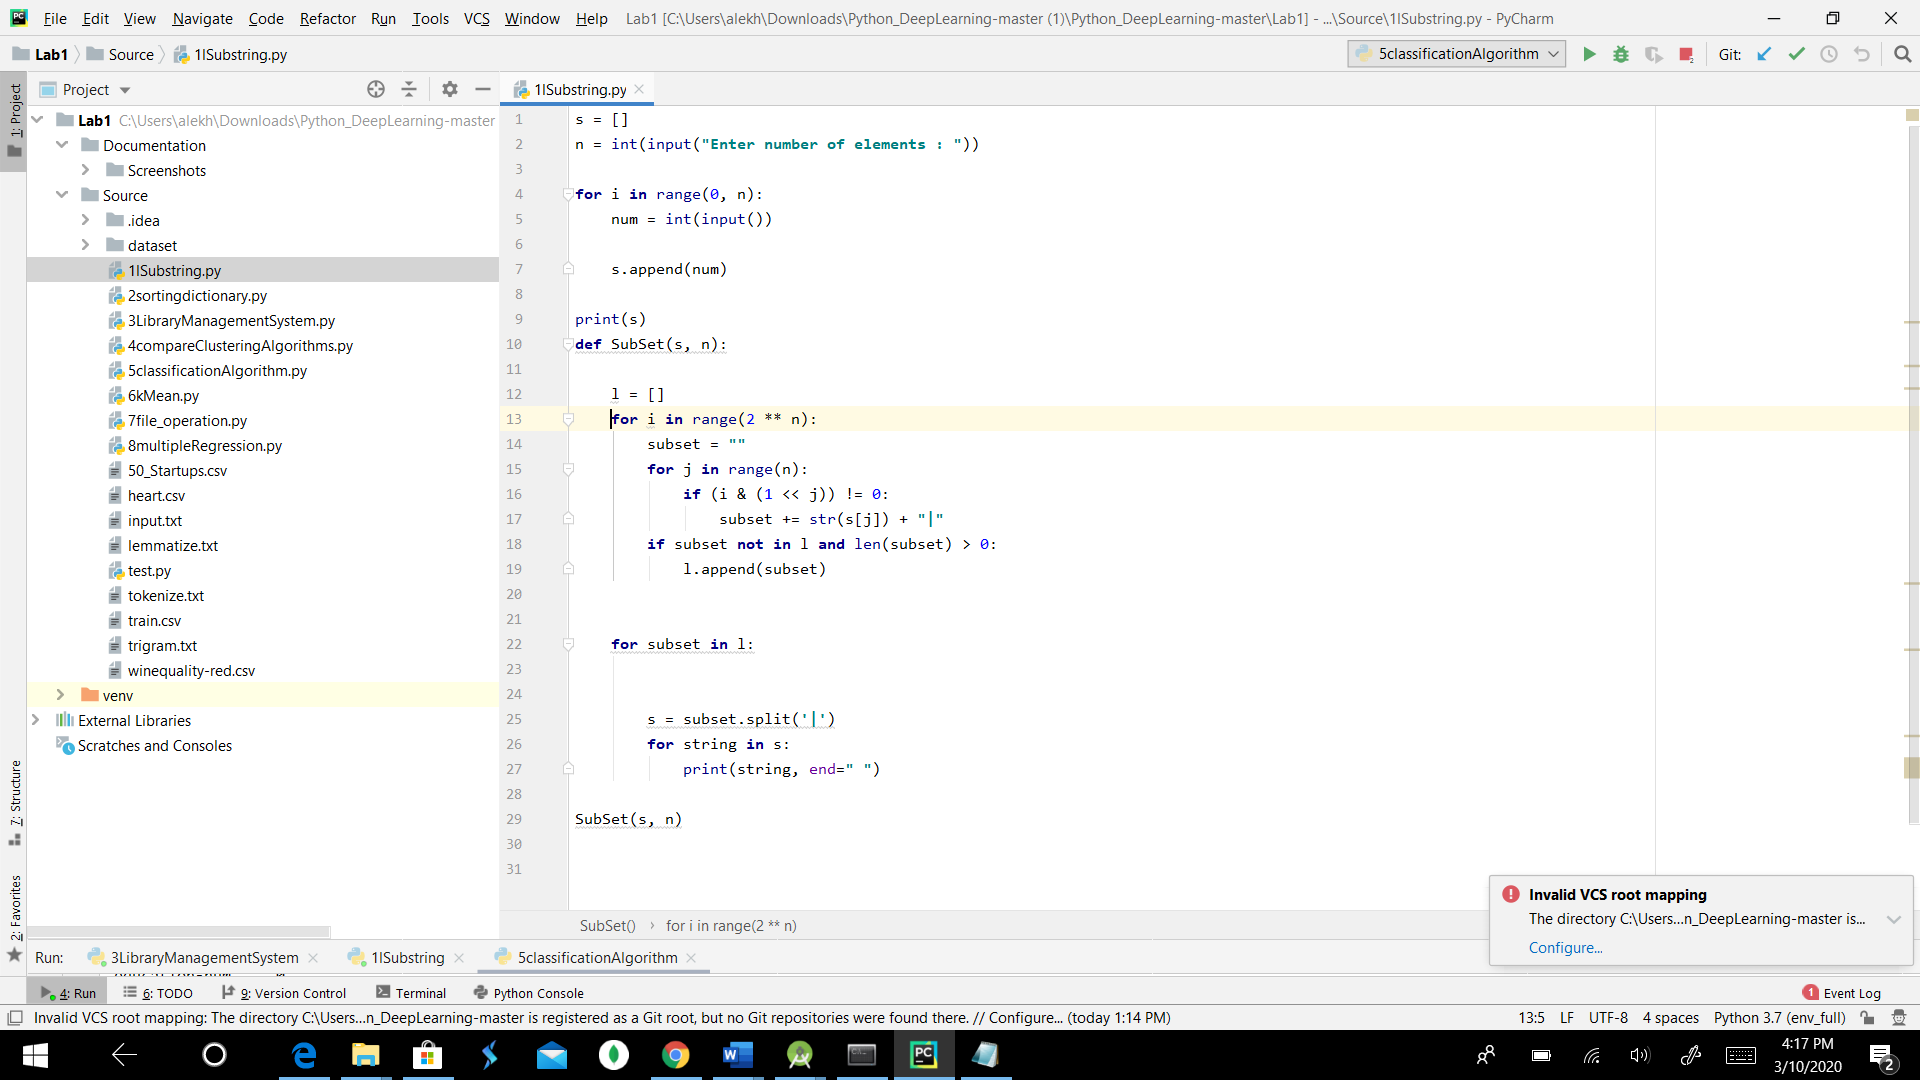 File Edit View Navigate Code Refactor Run Tools VCS Window Help Lab1 [C:\Users\alekh\Downloads\Python_DeepLearning-master (1)\Python_DeepLearning-master\Lab1] - ...\Source\1ISubstring.py - PyCharm
Lab1 Source 1ISubstring.py 5classificationAlgorithm Git:
1: Project
Project
Lab1 C:\Users\alekh\Downloads\Python_DeepLearning-master
Documentation
Screenshots
Source
.idea
dataset
1ISubstring.py
2sortingdictionary.py
3LibraryManagementSystem.py
4compareClusteringAlgorithms.py
5classificationAlgorithm.py
6kMean.py
7file_operation.py
8multipleRegression.py
50_Startups.csv
heart.csv
input.txt
lemmatize.txt
test.py
tokenize.txt
train.csv
trigram.txt
winequality-red.csv
venv
External Libraries
Scratches and Consoles
7: Structure
2: Favorites
1ISubstring.py
1 s = []
2 n = int(input("Enter number of elements : "))
3
4 for i in range(0, n):
5     num = int(input())
6
7     s.append(num)
8
9 print(s)
10 def SubSet(s, n):
11
12     l = []
13     for i in range(2 ** n):
14         subset = ""
15         for j in range(n):
16             if (i & (1 << j)) != 0:
17                 subset += str(s[j]) + "|"
18         if subset not in l and len(subset) > 0:
19             l.append(subset)
20
21
22     for subset in l:
23
24
25         s = subset.split('|')
26         for string in s:
27             print(string, end=" ")
28
29 SubSet(s, n)
30
31
SubSet() › for i in range(2 ** n)
Invalid VCS root mapping
The directory C:\Users...n_DeepLearning-master is...
Configure...
Run: 3LibraryManagementSystem 1ISubstring 5classificationAlgorithm
4: Run 6: TODO 9: Version Control Terminal Python Console 1 Event Log
Invalid VCS root mapping: The directory C:\Users...n_DeepLearning-master is registered as a Git root, but no Git repositories were found there. // Configure... (today 1:14 PM) 13:5 LF UTF-8 4 spaces Python 3.7 (env_full)
4:17 PM
3/10/2020
2